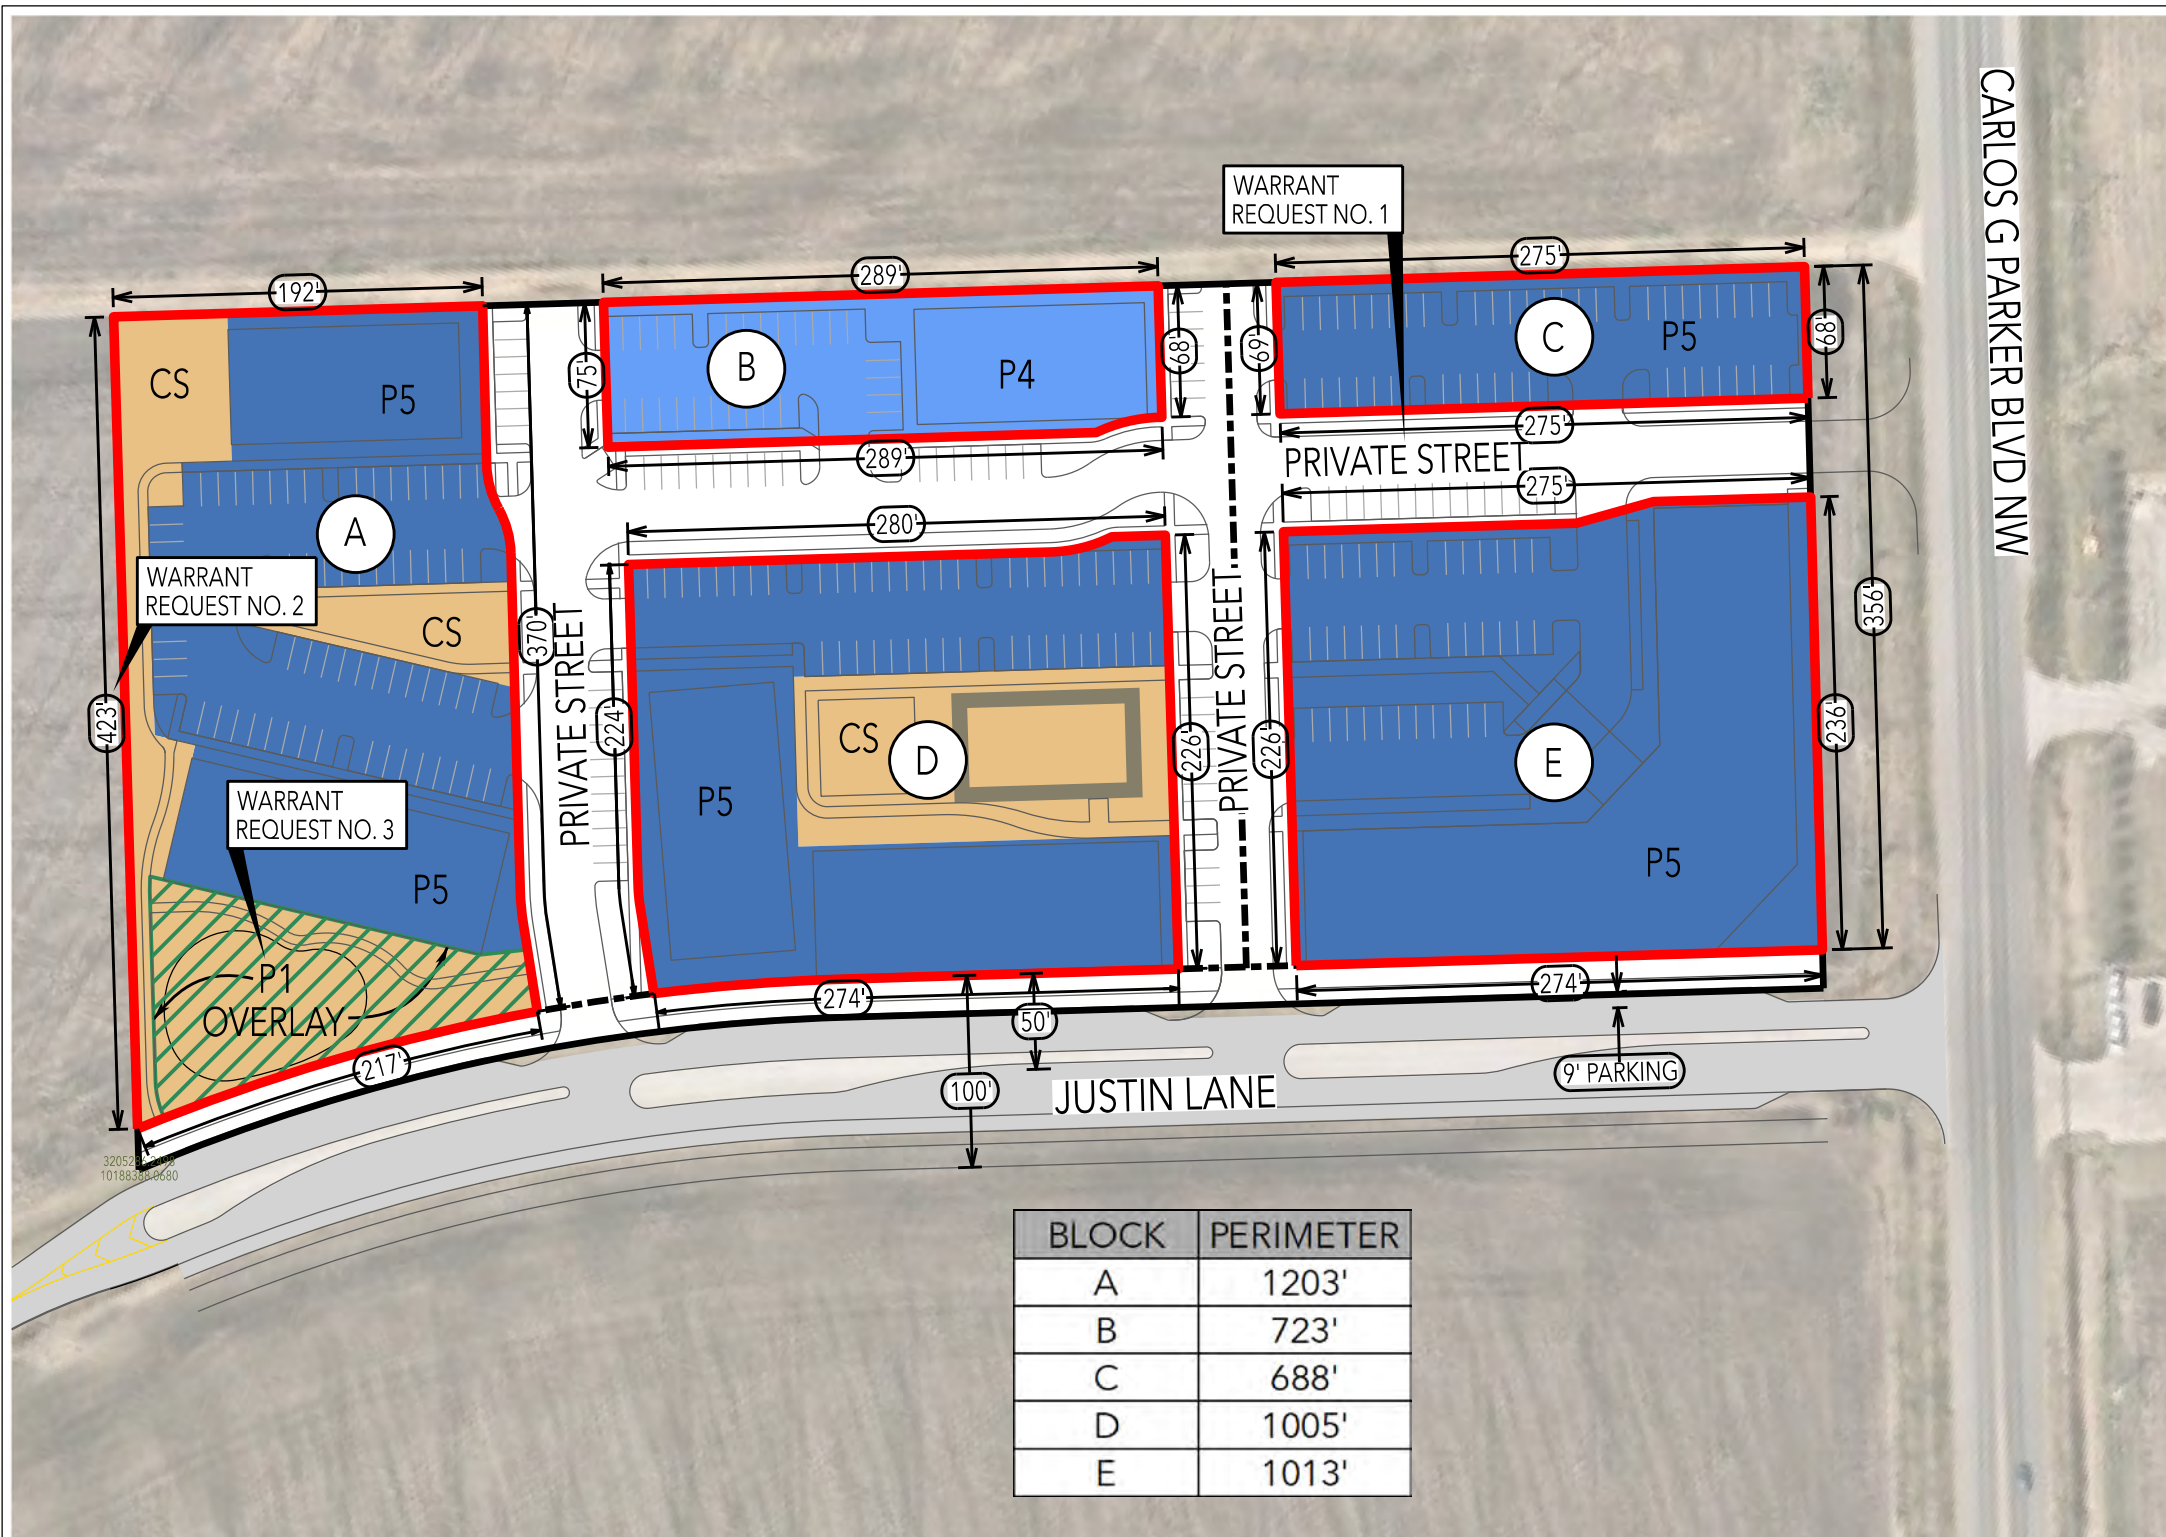 CARLOS G PARKER BLVD NW
WARRANT
REQUEST NO. 1
192'
289'
275'
CS
P5
75'
B
P4
68'
69'
C
P5
68'
289'
275'
PRIVATE STREET
275'
A
280'
WARRANT
REQUEST NO. 2
CS
370'
PRIVATE STREET
423'
224'
CS
D
P5
226'
PRIVATE STREET
226'
E
P5
236'
356'
WARRANT
REQUEST NO. 3
P5
P1
OVERLAY
217'
274'
50'
100'
274'
9' PARKING
JUSTIN LANE
10188388.0680
BLOCK PERIMETER
A 1203'
B 723'
C 688'
D 1005'
E 1013'